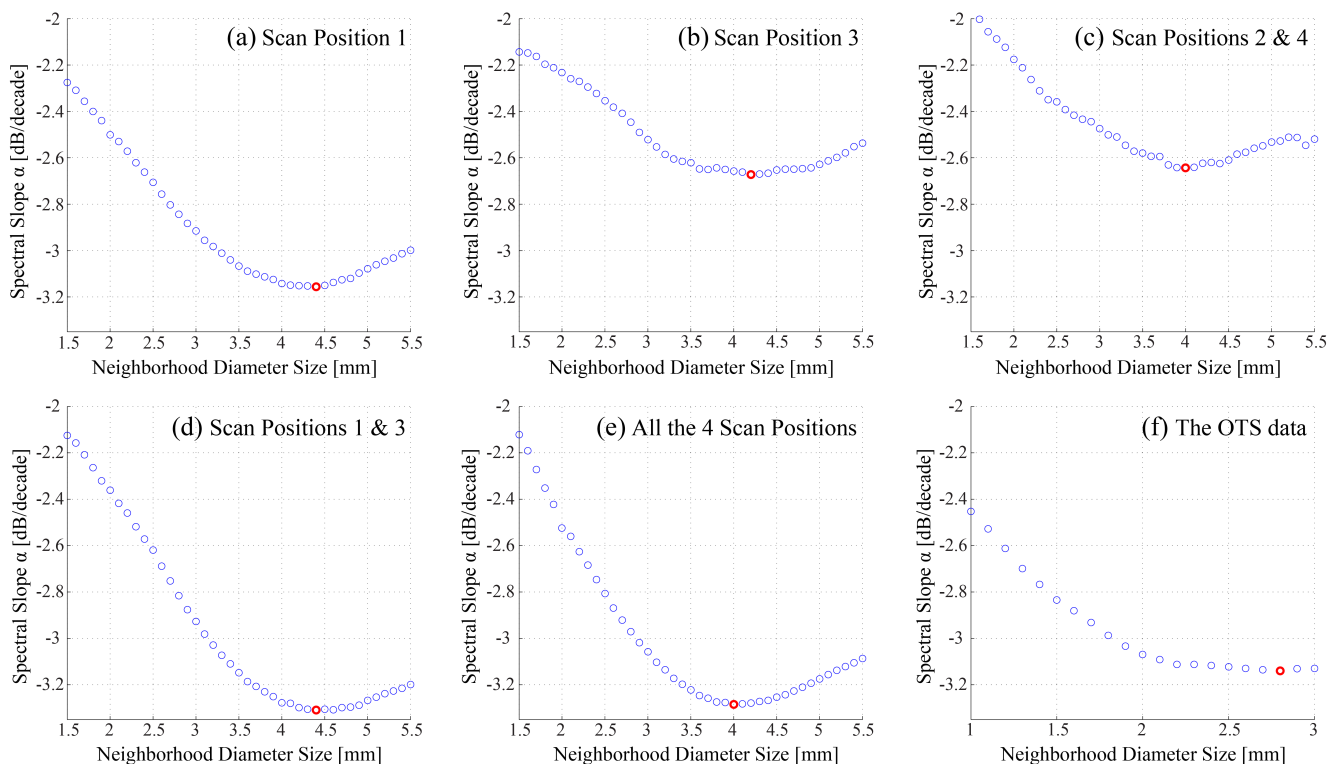 (a) Scan Position 1
Spectral Slope α [dB/decade]
-2
-2.2
-2.4
-2.6
-2.8
-3
-3.2
1.5 2 2.5 3 3.5 4 4.5 5 5.5
Neighborhood Diameter Size [mm]
(b) Scan Position 3
Spectral Slope α [dB/decade]
-2
-2.2
-2.4
-2.6
-2.8
-3
-3.2
1.5 2 2.5 3 3.5 4 4.5 5 5.5
Neighborhood Diameter Size [mm]
(c) Scan Positions 2 & 4
Spectral Slope α [dB/decade]
-2
-2.2
-2.4
-2.6
-2.8
-3
-3.2
1.5 2 2.5 3 3.5 4 4.5 5 5.5
Neighborhood Diameter Size [mm]
(d) Scan Positions 1 & 3
Spectral Slope α [dB/decade]
-2
-2.2
-2.4
-2.6
-2.8
-3
-3.2
1.5 2 2.5 3 3.5 4 4.5 5 5.5
Neighborhood Diameter Size [mm]
(e) All the 4 Scan Positions
Spectral Slope α [dB/decade]
-2
-2.2
-2.4
-2.6
-2.8
-3
-3.2
1.5 2 2.5 3 3.5 4 4.5 5 5.5
Neighborhood Diameter Size [mm]
(f) The OTS data
Spectral Slope α [dB/decade]
-2
-2.2
-2.4
-2.6
-2.8
-3
-3.2
1 1.5 2 2.5 3
Neighborhood Diameter Size [mm]